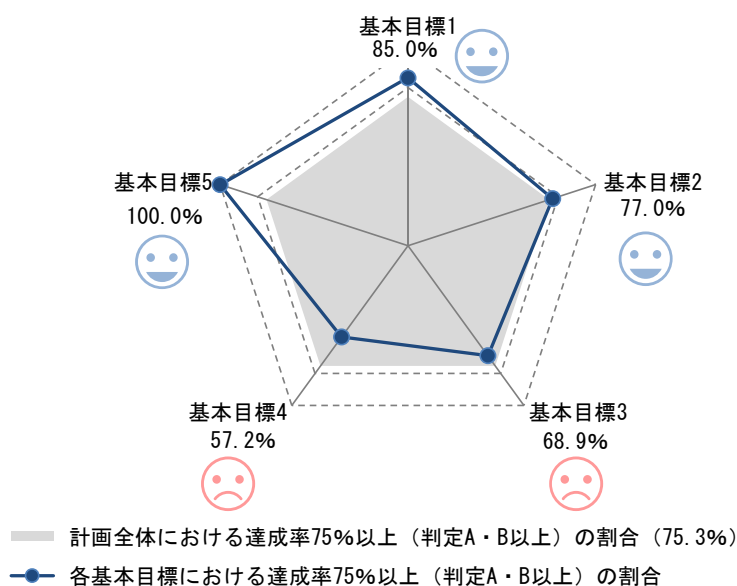 基本目標1
85.0%
基本目標5
100.0%
基本目標2
77.0%
基本目標4
57.2%
基本目標3
68.9%
計画全体における達成率75%以上（判定A・B以上）の割合（75.3%）
各基本目標における達成率75%以上（判定A・B以上）の割合